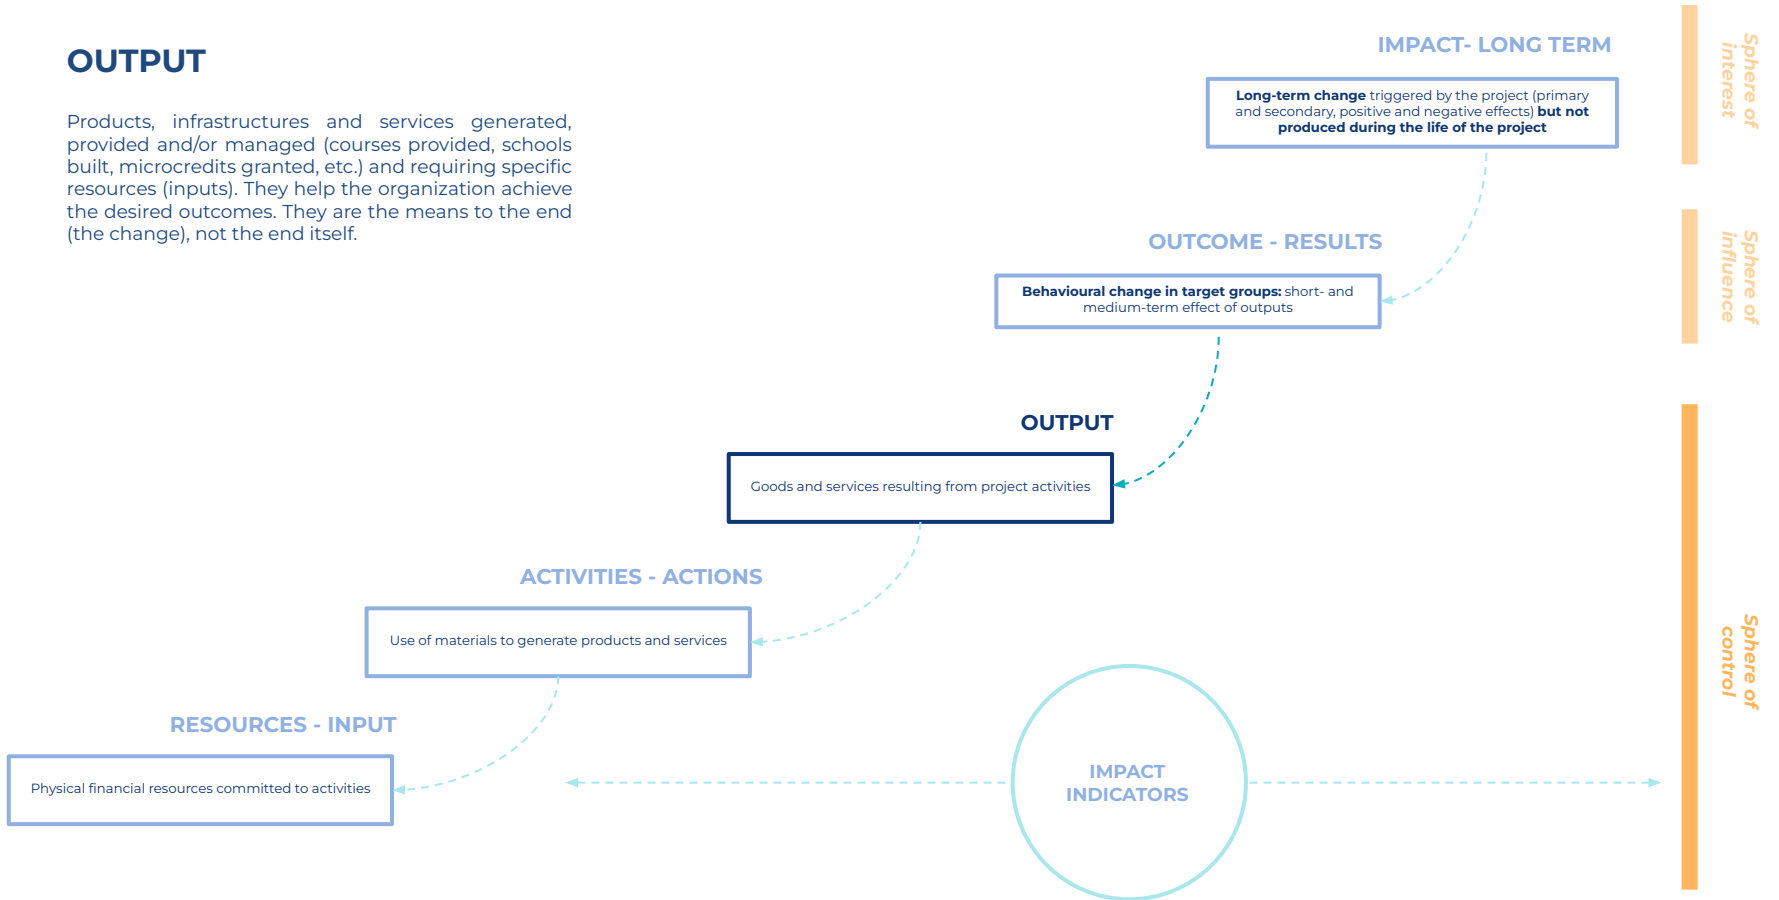 OUTPUT
Products, infrastructures and services generated,
provided and/or managed (courses provided, schools
built, microcredits granted, etc.) and requiring specific
resources (inputs). They help the organization achieve
the desired outcomes. They are the means to the end
(the change), not the end itself.
IMPACT- LONG TERM
Long-term change triggered by the project (primary
and secondary, positive and negative effects) but not
produced during the life of the project
Sphere of
interest
OUTCOME - RESULTS
Behavioural change in target groups: short- and
medium-term effect of outputs
Sphere of
influence
OUTPUT
Goods and services resulting from project activities
ACTIVITIES - ACTIONS
Use of materials to generate products and services
Sphere of
control
RESOURCES - INPUT
Physical financial resources committed to activities
IMPACT
INDICATORS